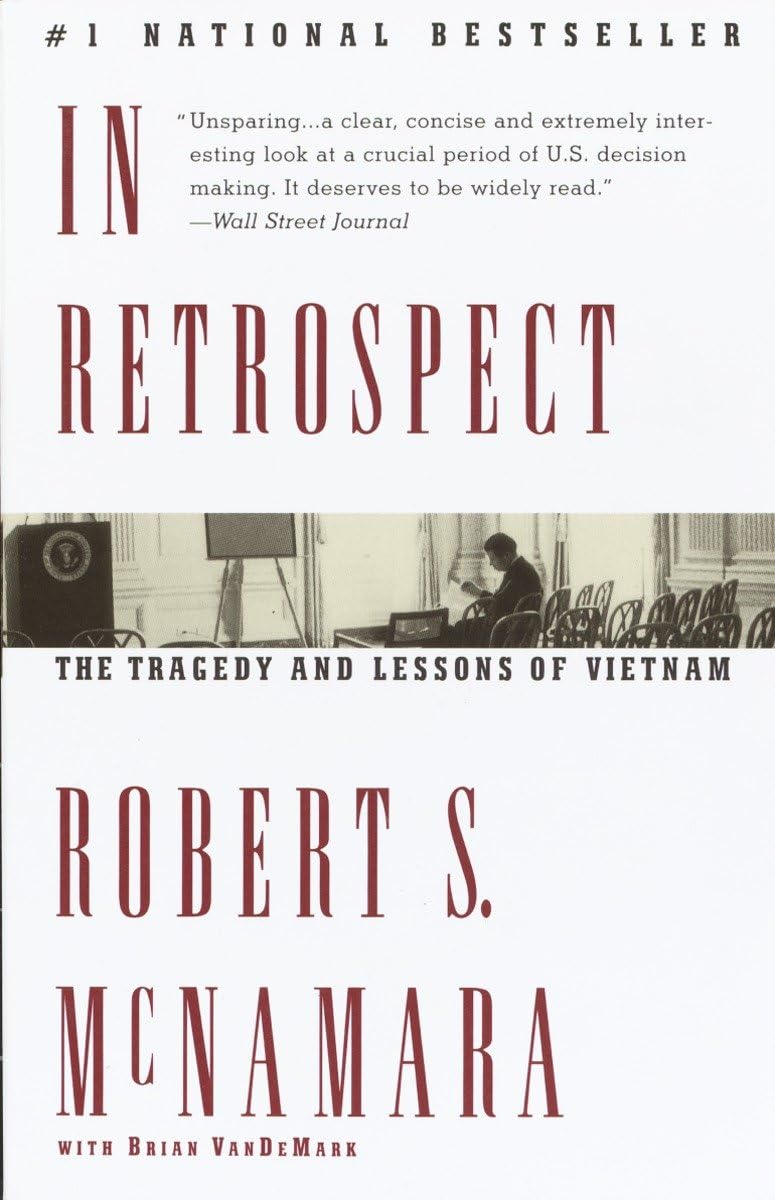 #1 NATIONAL BESTSELLER
IN
“Unsparing...a clear, concise and extremely inter-
esting look at a crucial period of U.S. decision
making. It deserves to be widely read.”
—Wall Street Journal
RETROSPECT
THE TRAGEDY AND LESSONS OF VIETNAM
ROBERT S.
McNAMARA
WITH BRIAN VANDEMARK